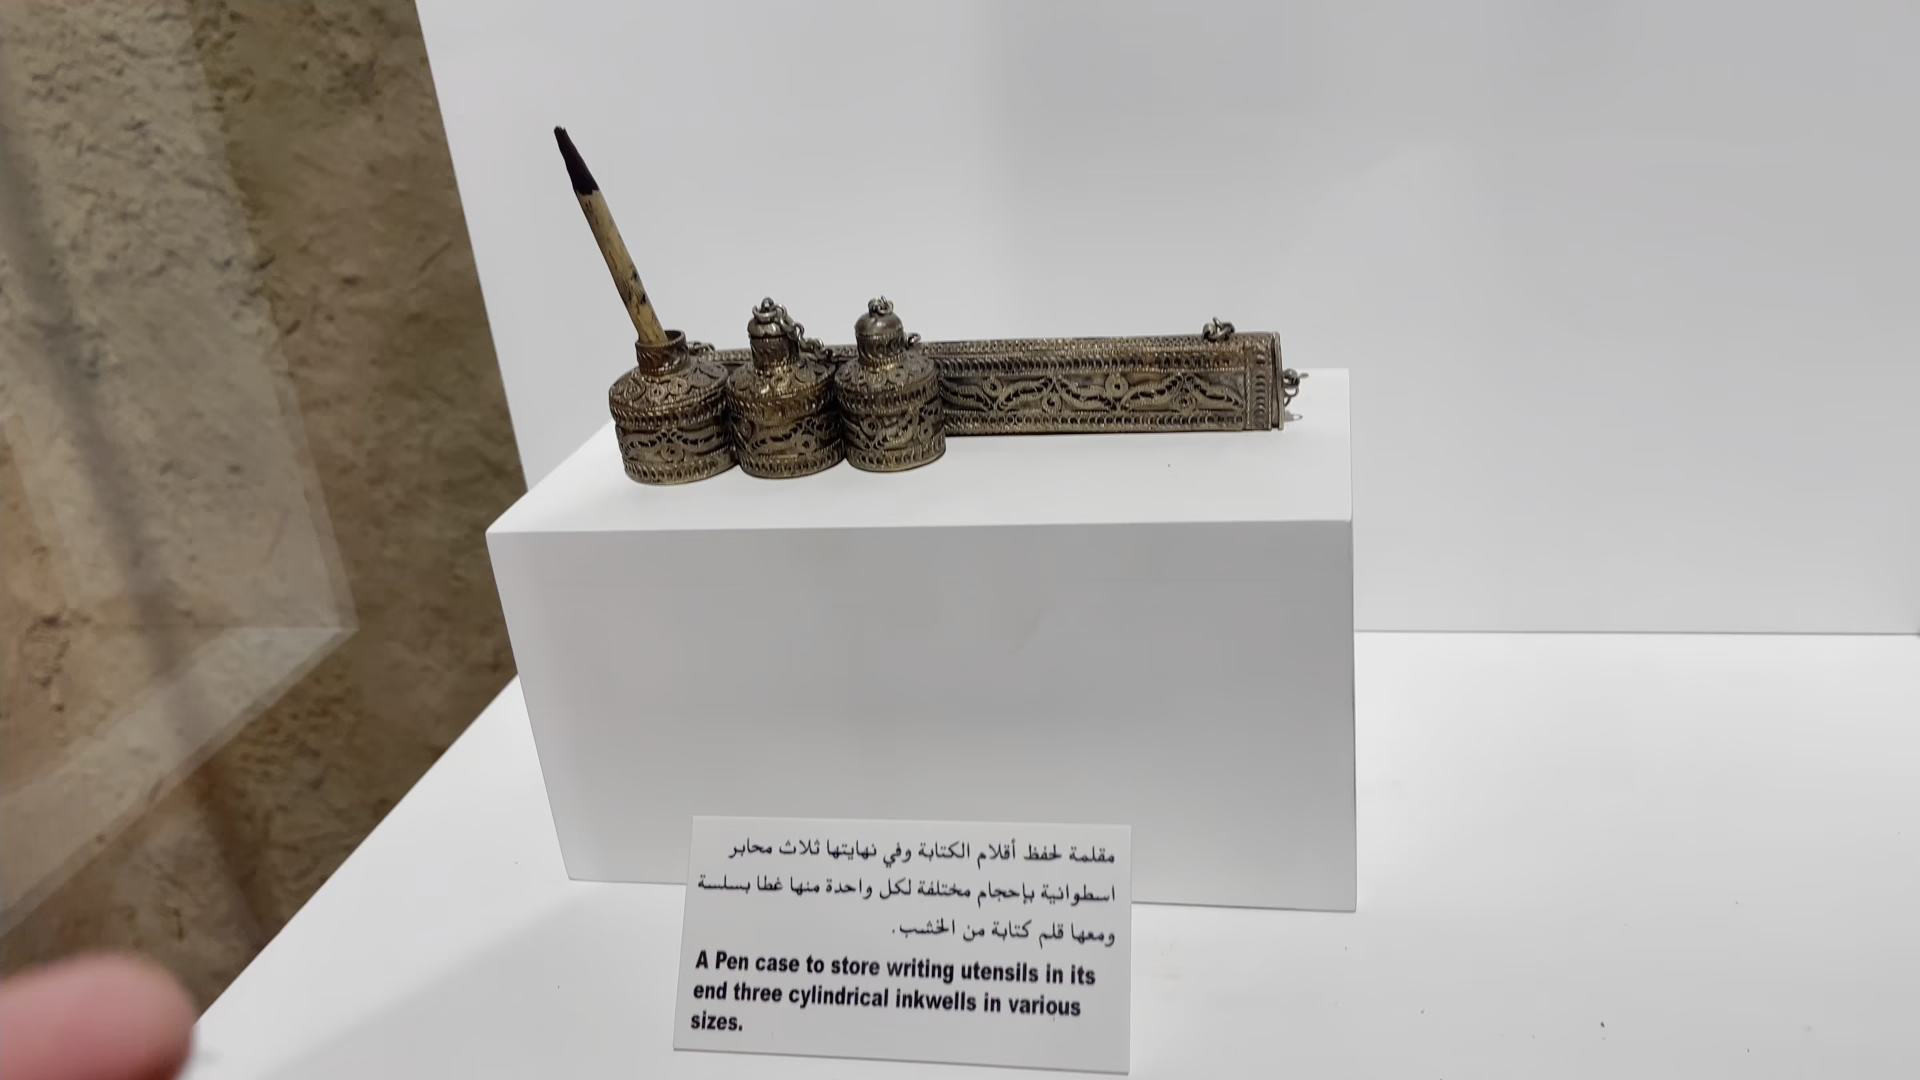 مقلمة لحفظ أقلام الكتابة وفي نهايتها ثلاث محابر
اسطوانية بإحجام مختلفة لكل واحدة منها غطا بسلسة
ومعها قلم كتابة من الخشب.
A Pen case to store writing utensils in its
end three cylindrical inkwells in various
sizes.